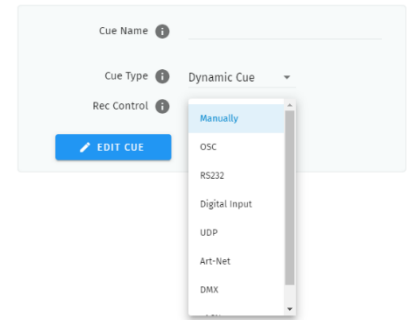 Cue Name
Cue Type Dynamic Cue
Rec Control
Manually
EDIT CUE
OSC
RS232
Digital Input
UDP
Art-Net
DMX